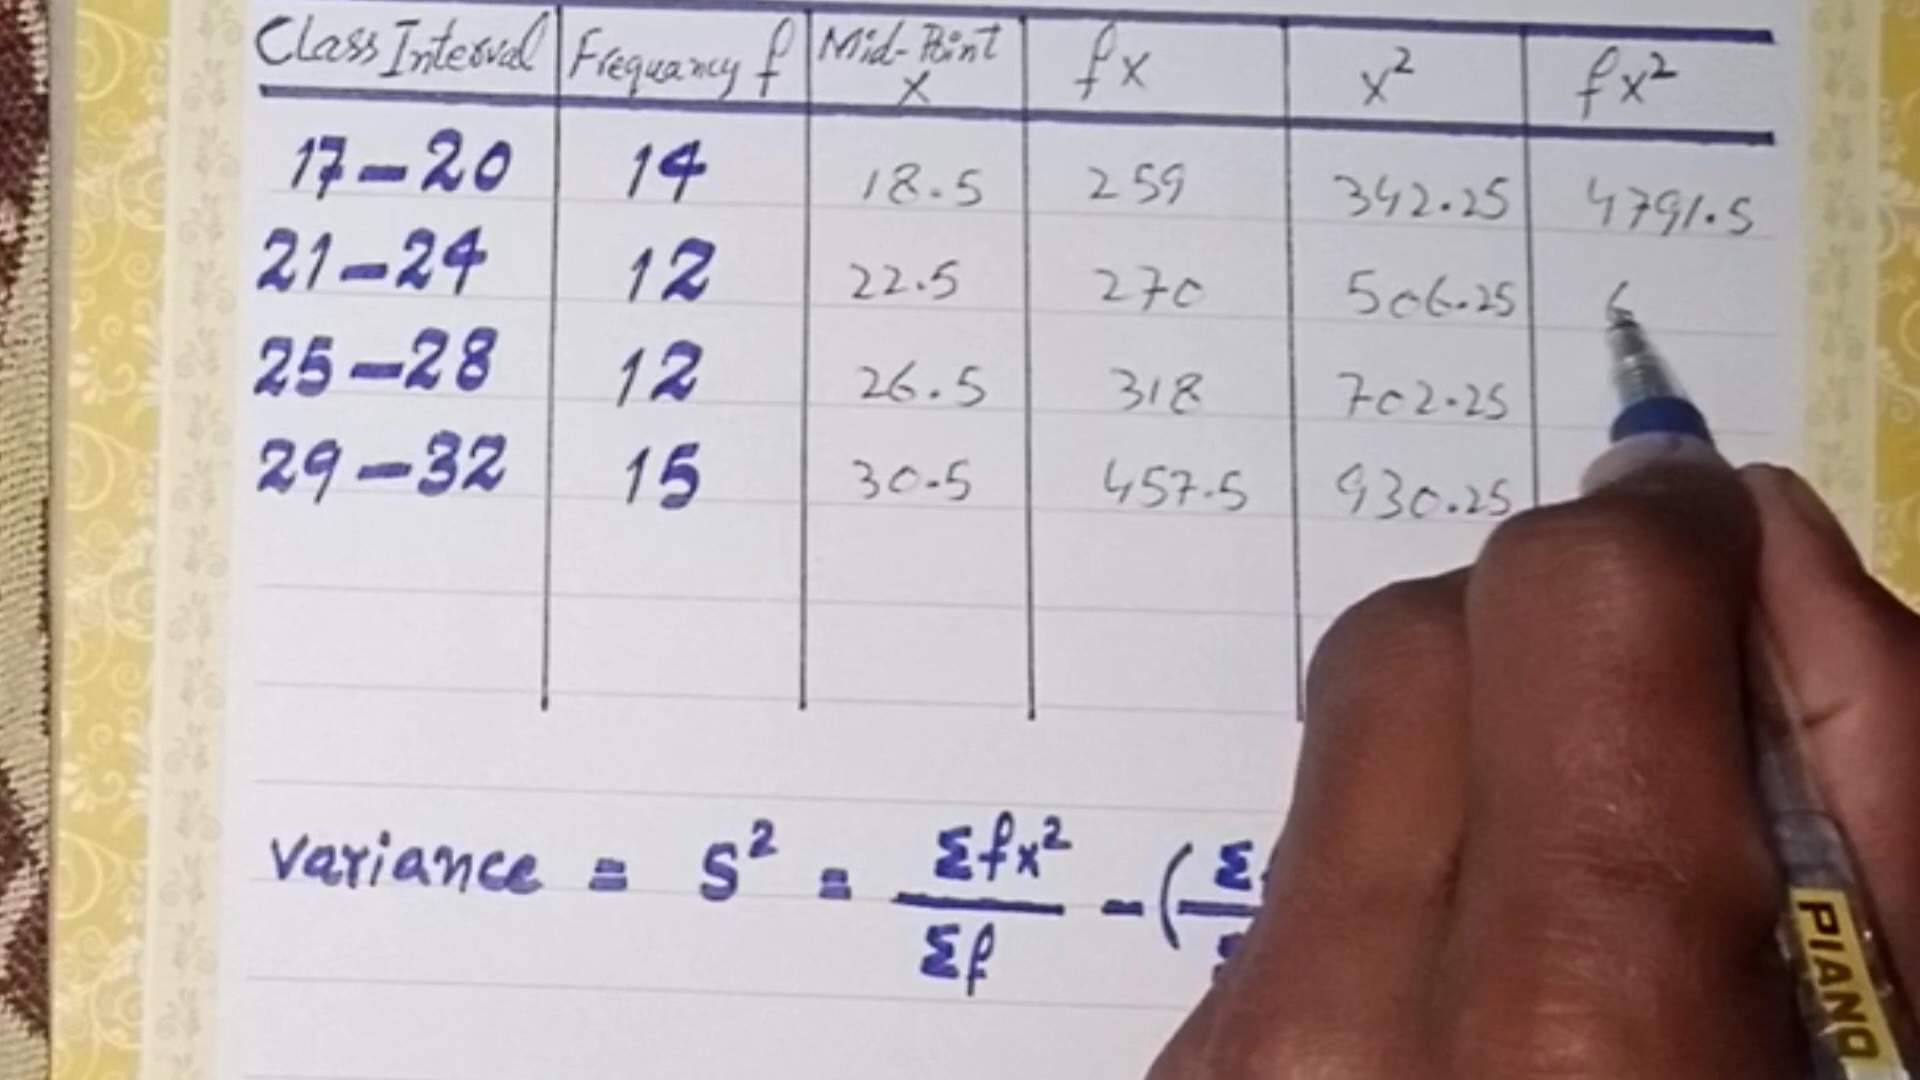 Class Interval Frequancy f Mid-Point x fx x² fx²
17-20 14 18.5 259 342.25 4791.5
21-24 12 22.5 270 506.25 6
25-28 12 26.5 318 702.25
29-32 15 30.5 457.5 930.25
variance = S² = Σfx² / Σf - ( Σ
PIANO